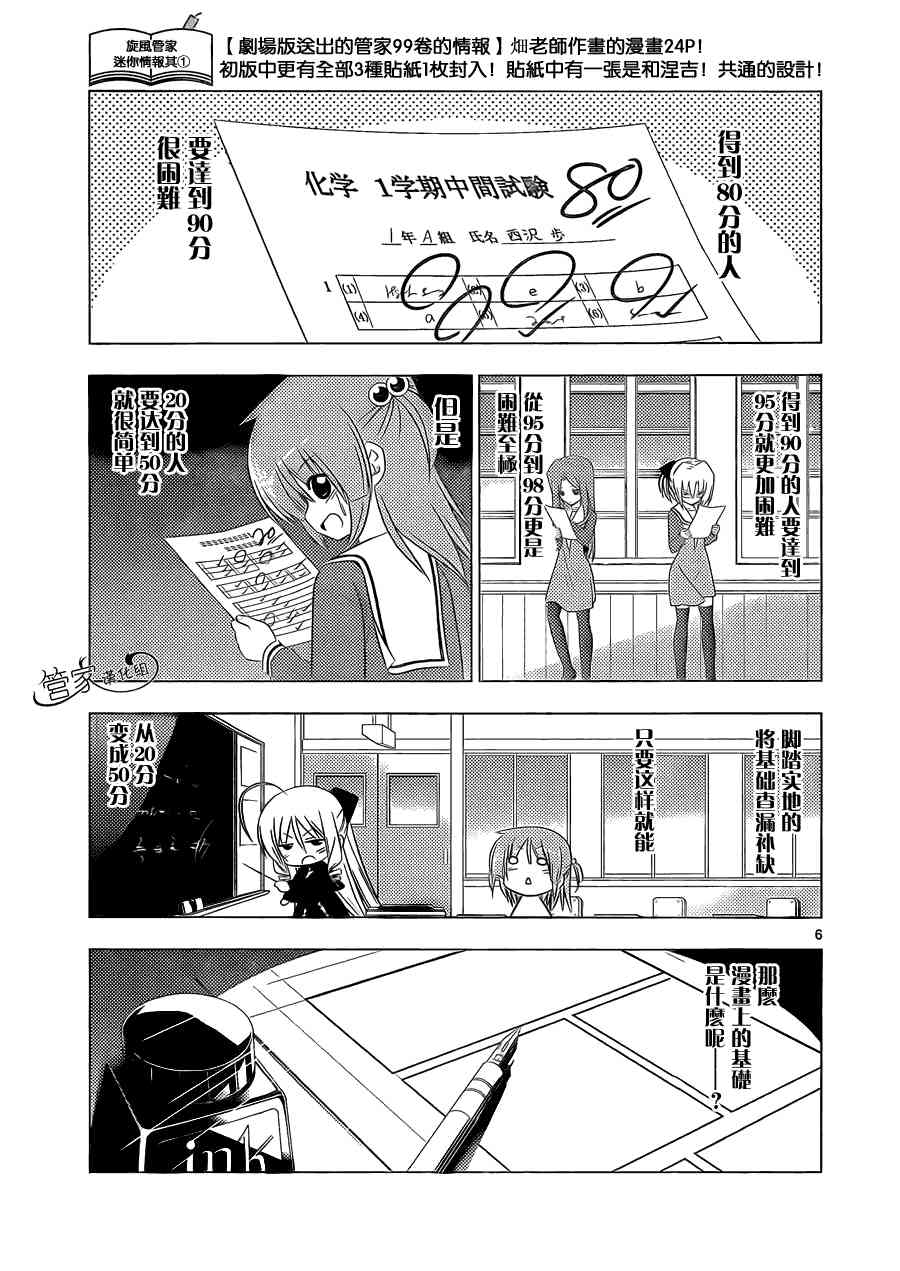 旋風管家
迷你情報其①
【劇場版送出的管家99卷的情報】畑老師作畫的漫畫24P!
初版中更有全部3種貼紙1枚封入! 貼紙中有一張是和涅吉! 共通的設計!
得到80分的人
要達到90分
很困難
化学 1学期中間試験
80
1年A組 氏名 西沢 歩
1
(1)
e
(3)
b
(4)
a
(6)
得到90分的人要達到
95分就更加困難
從95分到98分更是
困難至極
但是
20分的人
要达到50分
就很简单
管家漢化組
脚踏实地的
將基础查漏补缺
只要这样就能
从20分
变成50分
6
那麼
漫畫上的基礎
是什麼呢——?
ink